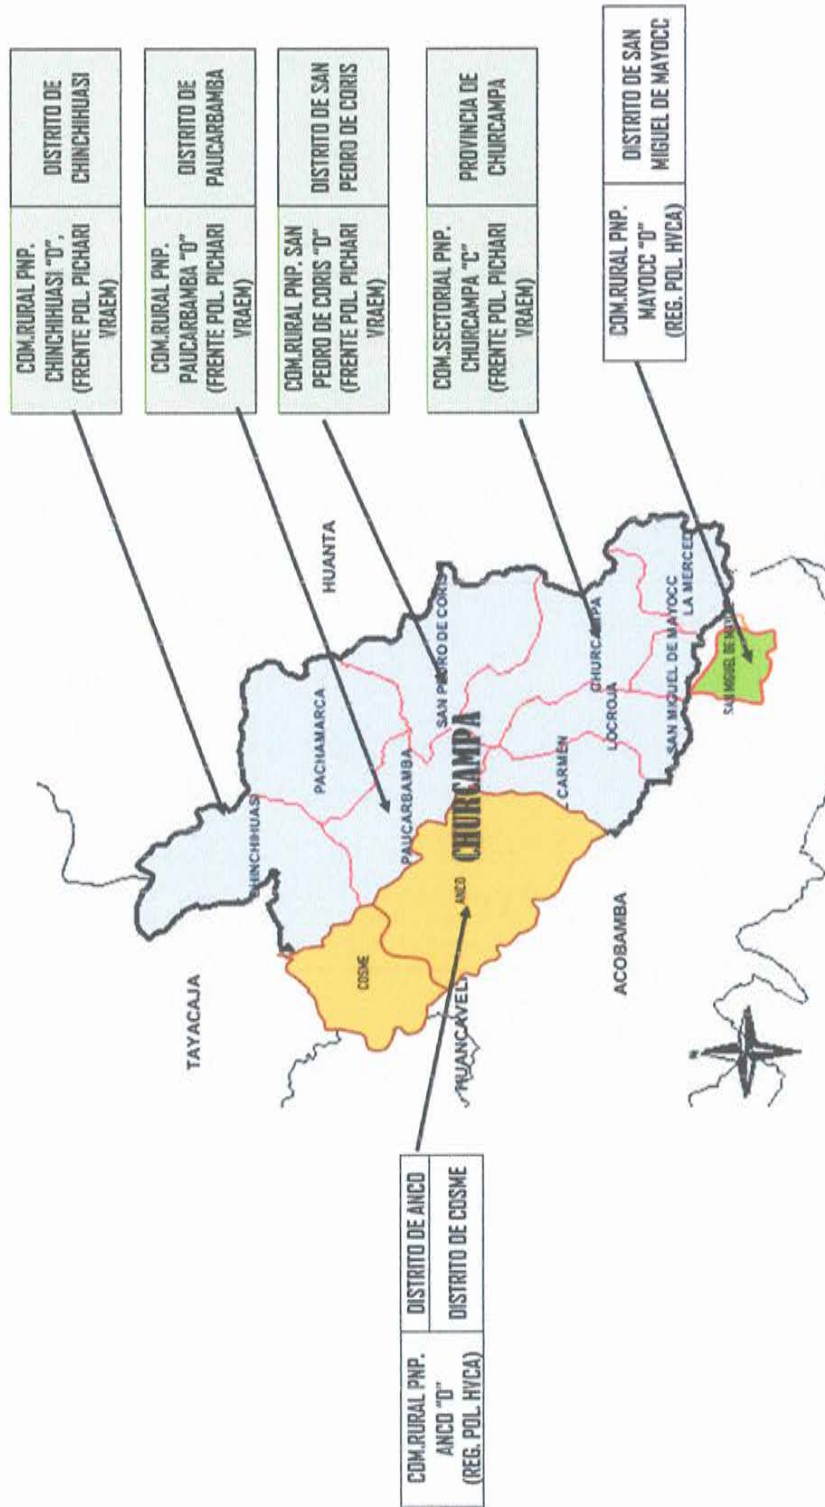 COM.RURAL PNP.
CHINCHIHUASI "D",
(FRENTE POL. PICHARI
VRAEM)
DISTRITO DE
CHINCHIHUASI
COM.RURAL PNP.
PAUCARBAMBA "D"
(FRENTE POL. PICHARI
VRAEM)
DISTRITO DE
PAUCARBAMBA
COM.RURAL PNP. SAN
PEDRO DE CORIS "D"
(FRENTE POL. PICHARI
VRAEM)
DISTRITO DE SAN
PEDRO DE CORIS
COM.SECTORIAL PNP.
CHURCAMPA "C"
(FRENTE POL. PICHARI
VRAEM)
PROVINCIA DE
CHURCAMPA
COM.RURAL PNP.
MAYOCC "D"
(REG. POL. HVCA)
DISTRITO DE SAN
MIGUEL DE MAYOCC
COM.RURAL PNP.
ANCO "D"
(REG. POL. HVCA)
DISTRITO DE ANCO
DISTRITO DE COSME
TAYACAJA
HUANTA
CHINCHIHUASI
PACHAMARCA
COSME
PAUCARBAMBA
SAN PEDRO DE CORIS
ANCO
CHURCAMPA
HUANCAVELI
CARMEN
CHURCAMPA
LOCROJA
ACOBAMBA
SAN MIGUEL DE MAYOCC
LA MERCED
SAN MIGUEL DE
N